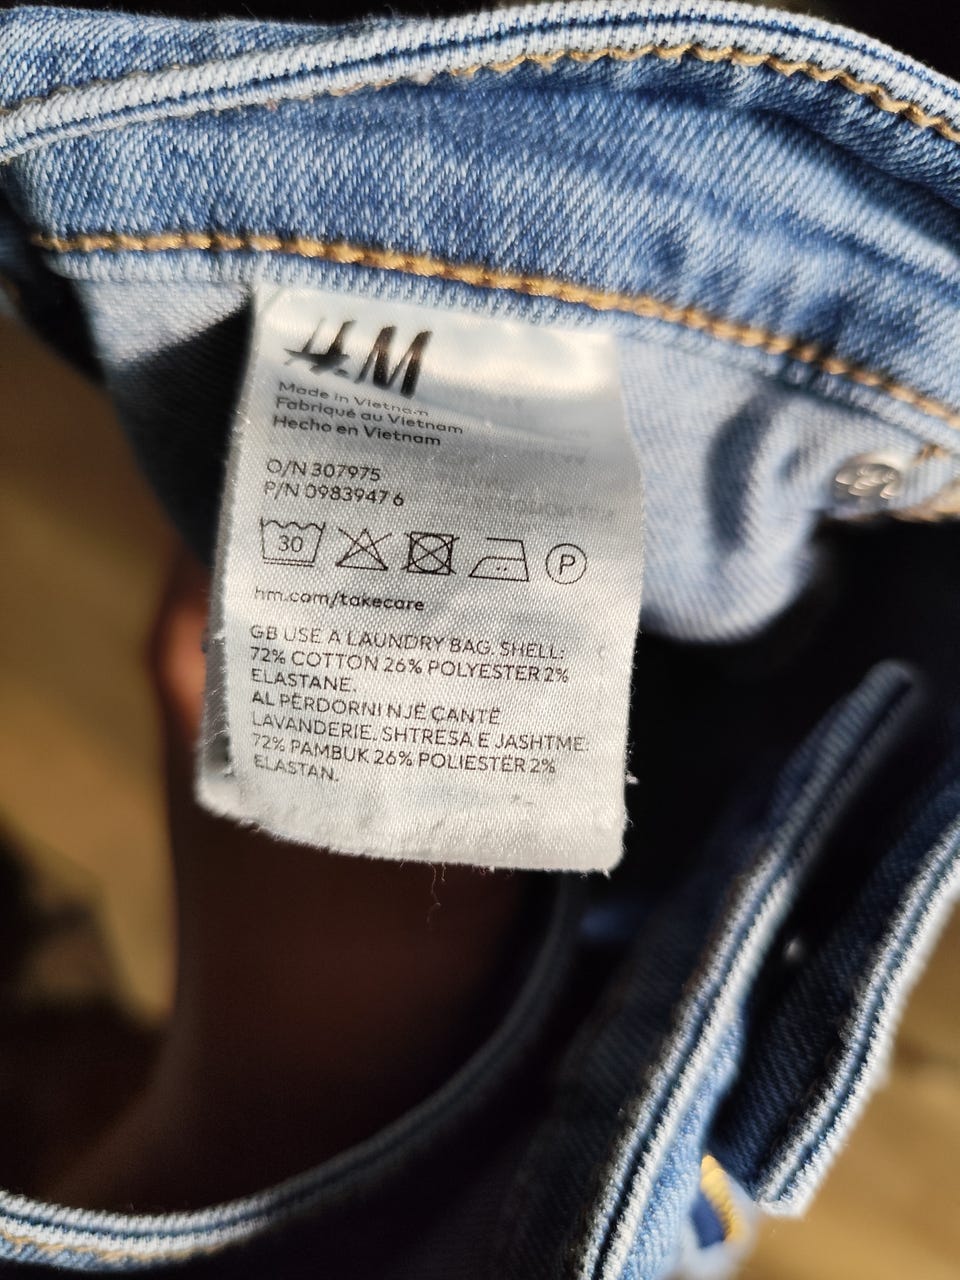 H&M
Made in Vietnam
Fabriqué au Vietnam
Hecho en Vietnam
O/N 307975
P/N 0983947 6
30
P
hm.com/takecare
GB USE A LAUNDRY BAG. SHELL:
72% COTTON 26% POLYESTER 2%
ELASTANE.
AL PËRDORNI NJË ÇANTË
LAVANDERIE. SHTRESA E JASHTME:
72% PAMBUK 26% POLIESTËR 2%
ELASTAN.